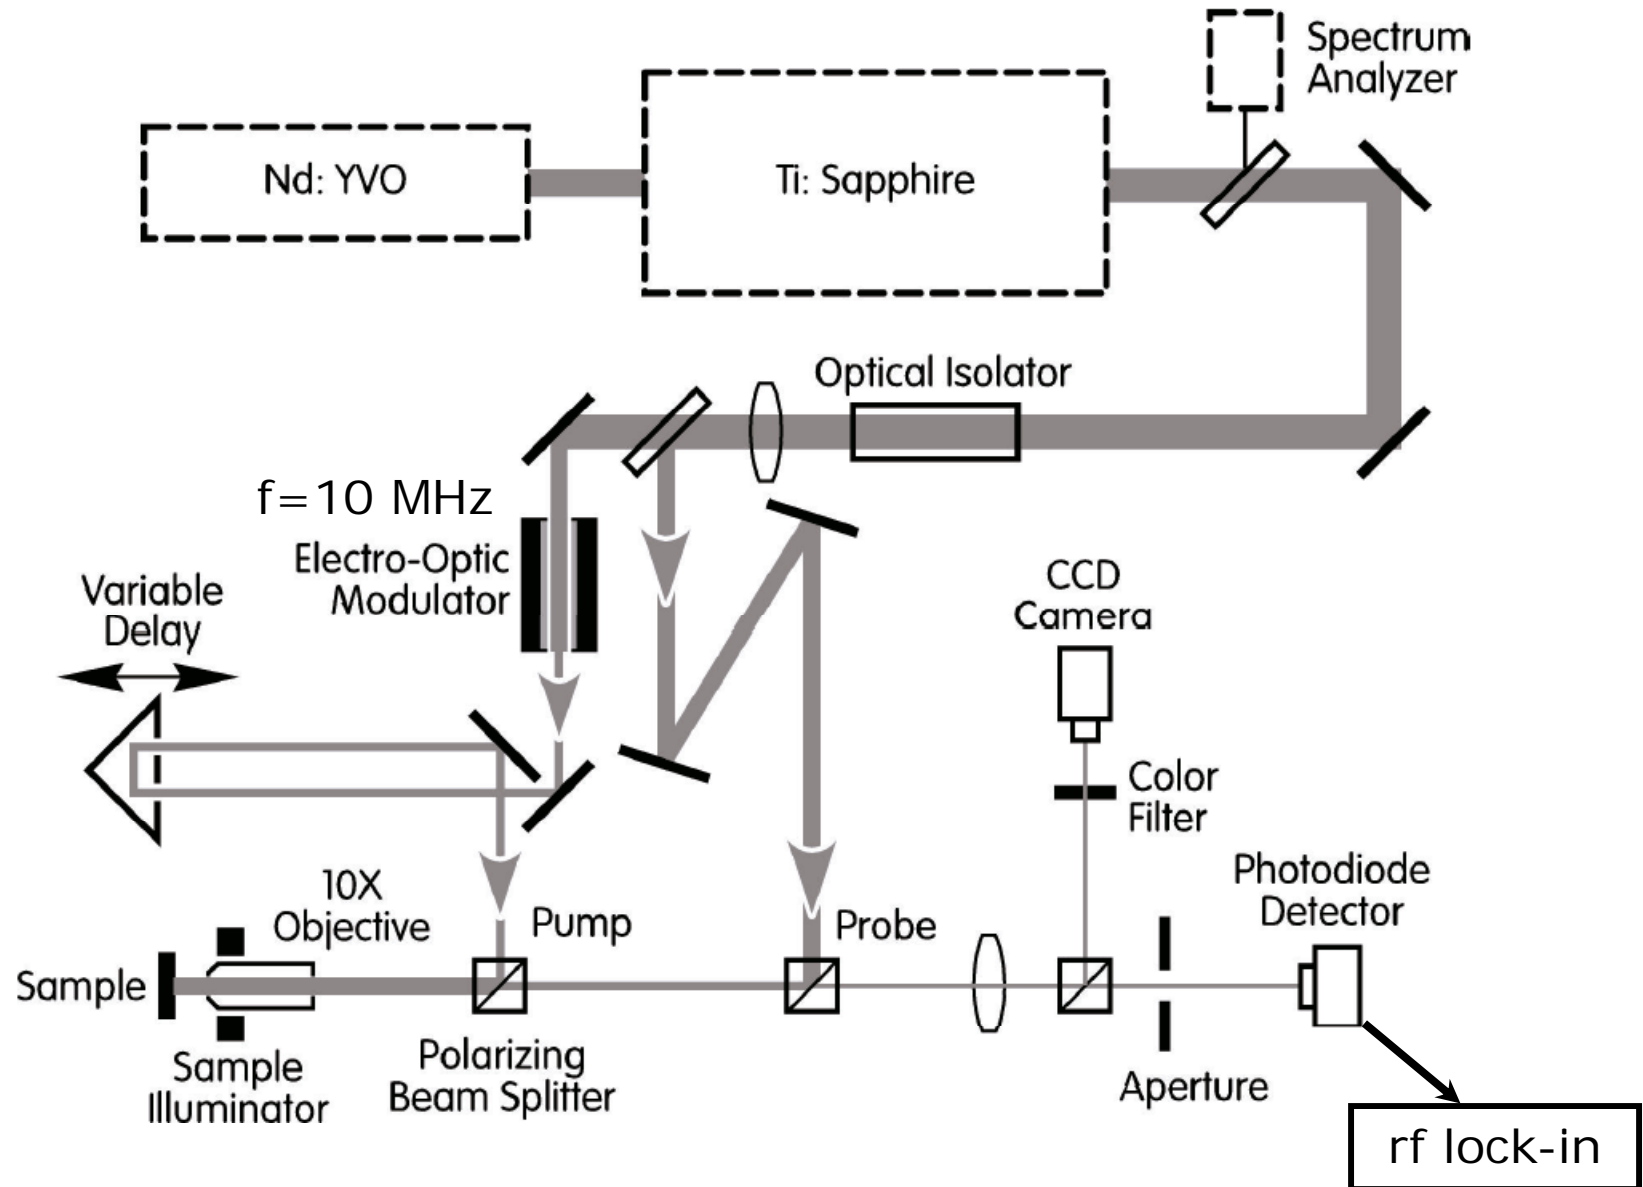 Spectrum
Analyzer
Nd: YVO
Ti: Sapphire
Optical Isolator
f=10 MHz
Electro-Optic
Modulator
Variable
Delay
CCD
Camera
Color
Filter
Photodiode
Detector
10X
Objective
Pump
Probe
Sample
Sample
Illuminator
Polarizing
Beam Splitter
Aperture
rf lock-in